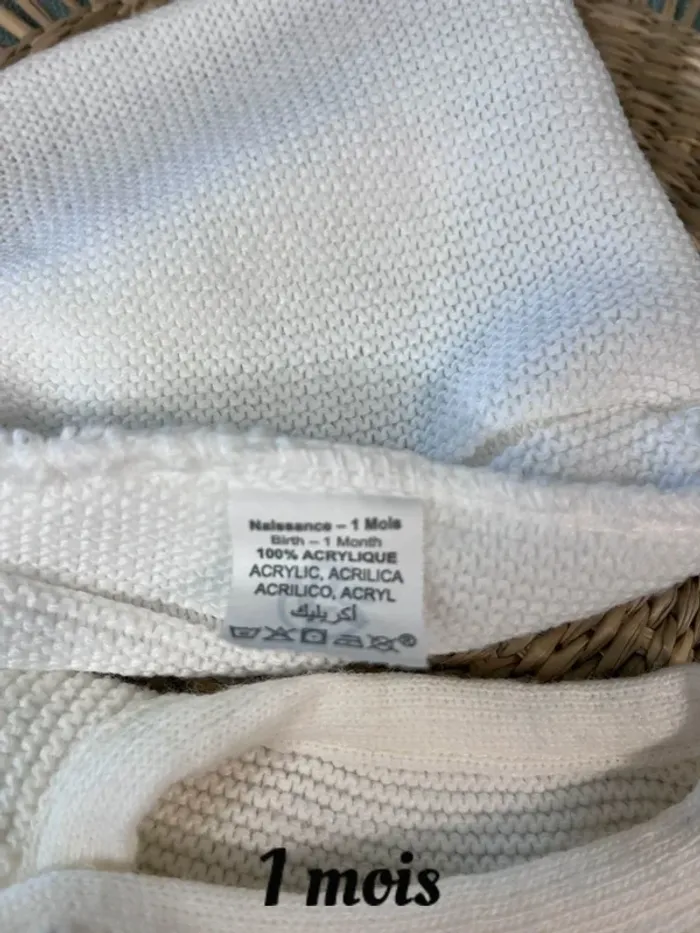 Naissance – 1 Mois
Birth – 1 Month
100% ACRYLIQUE
ACRYLIC, ACRILICA
ACRILICO, ACRYL
أكريليك
1 mois